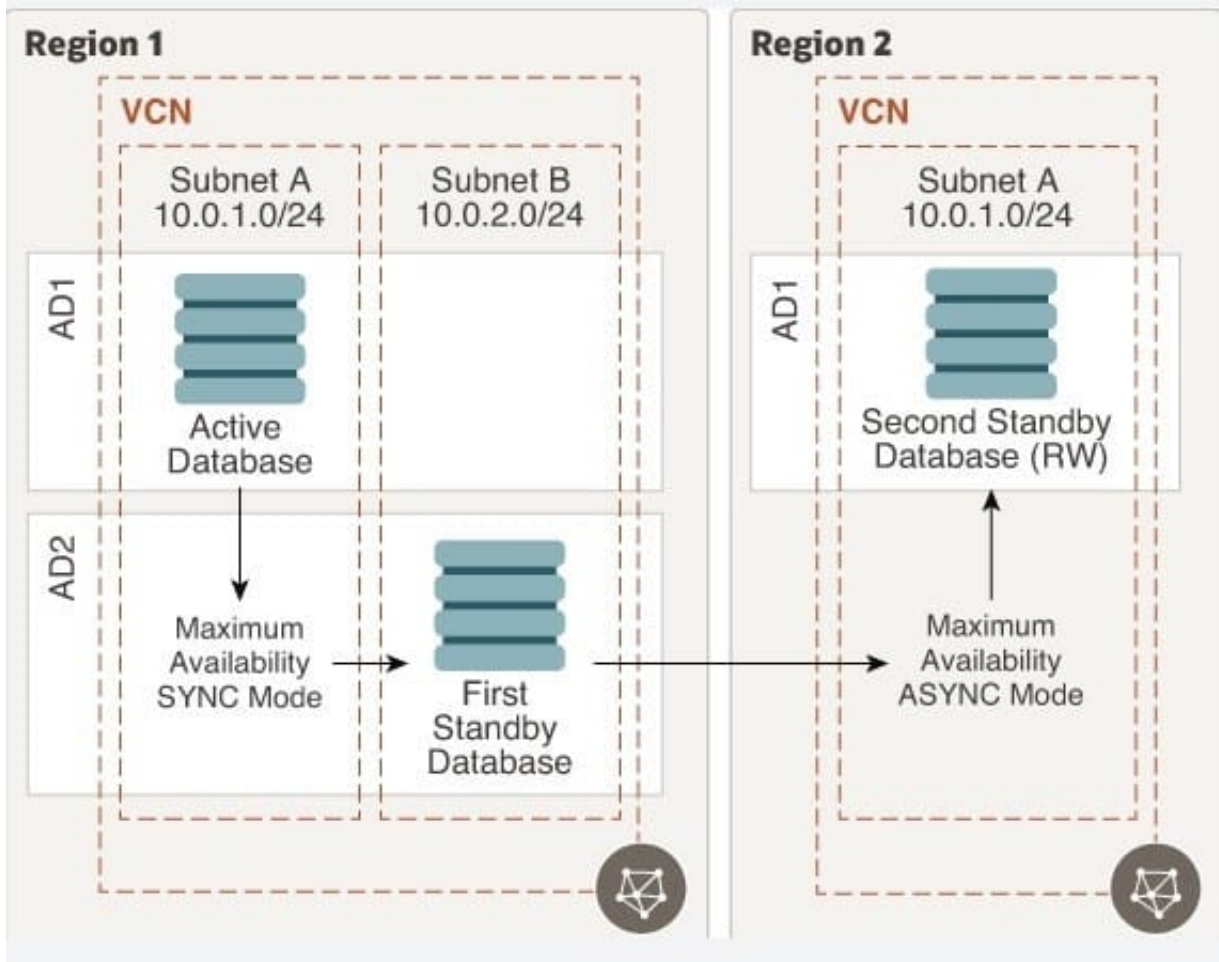 Region 1
VCN
Subnet A
10.0.1.0/24
Subnet B
10.0.2.0/24
AD1
Active
Database
AD2
Maximum
Availability
SYNC Mode
First
Standby
Database
Region 2
VCN
Subnet A
10.0.1.0/24
AD1
Second Standby
Database (RW)
Maximum
Availability
ASYNC Mode